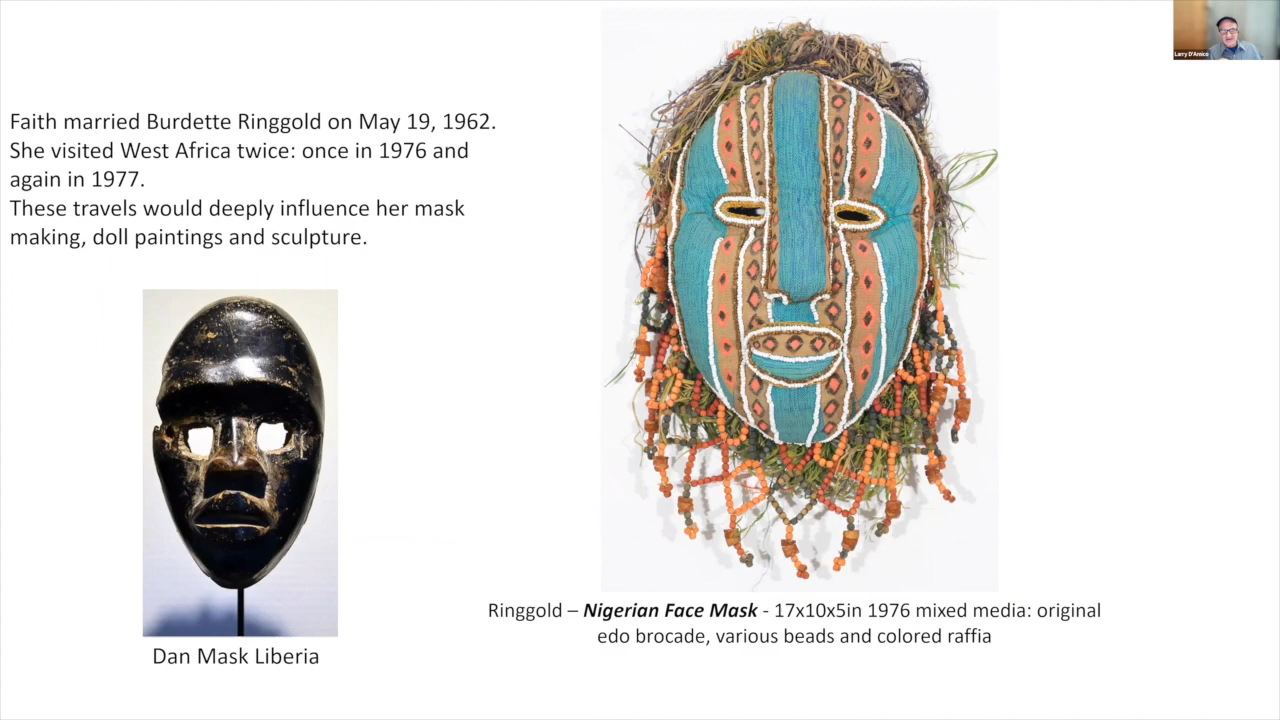 Larry D'Amico
Faith married Burdette Ringgold on May 19, 1962.
She visited West Africa twice: once in 1976 and
again in 1977.
These travels would deeply influence her mask
making, doll paintings and sculpture.
Dan Mask Liberia
Ringgold – Nigerian Face Mask - 17x10x5in 1976 mixed media: original
edo brocade, various beads and colored raffia